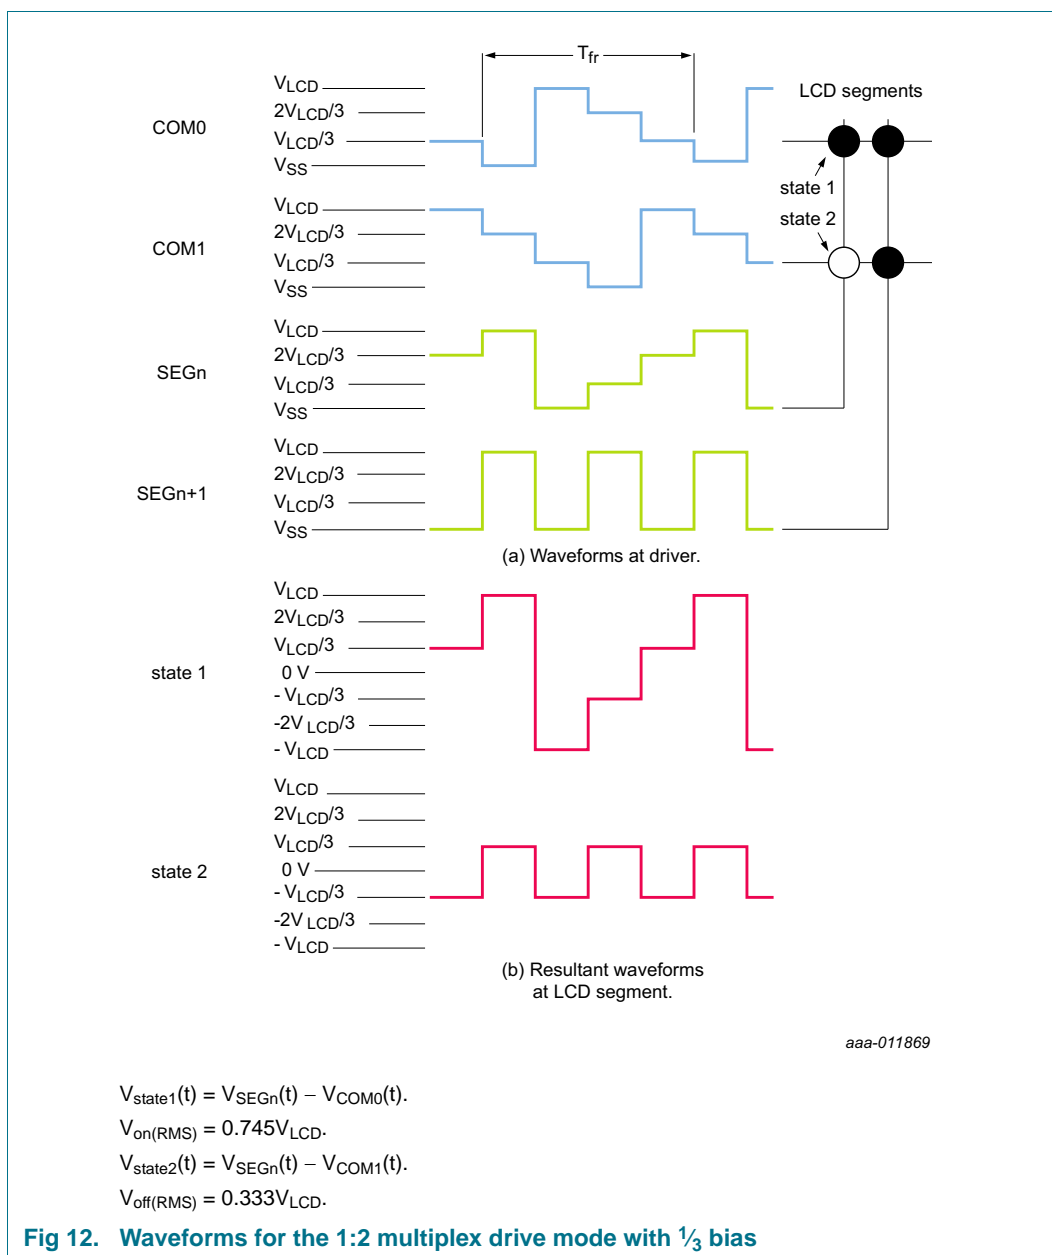 T_fr
V_LCD
2V_LCD/3
V_LCD/3
V_SS
COM0
LCD segments
state 1
state 2
V_LCD
2V_LCD/3
V_LCD/3
V_SS
COM1
V_LCD
2V_LCD/3
V_LCD/3
V_SS
SEGn
V_LCD
2V_LCD/3
V_LCD/3
V_SS
SEGn+1
(a) Waveforms at driver.
V_LCD
2V_LCD/3
V_LCD/3
0 V
- V_LCD/3
-2V_LCD/3
- V_LCD
state 1
V_LCD
2V_LCD/3
V_LCD/3
0 V
- V_LCD/3
-2V_LCD/3
- V_LCD
state 2
(b) Resultant waveforms
at LCD segment.
aaa-011869
V_state1(t) = V_SEGn(t) − V_COM0(t).
V_on(RMS) = 0.745V_LCD.
V_state2(t) = V_SEGn(t) − V_COM1(t).
V_off(RMS) = 0.333V_LCD.
Fig 12. Waveforms for the 1:2 multiplex drive mode with 1⁄3 bias